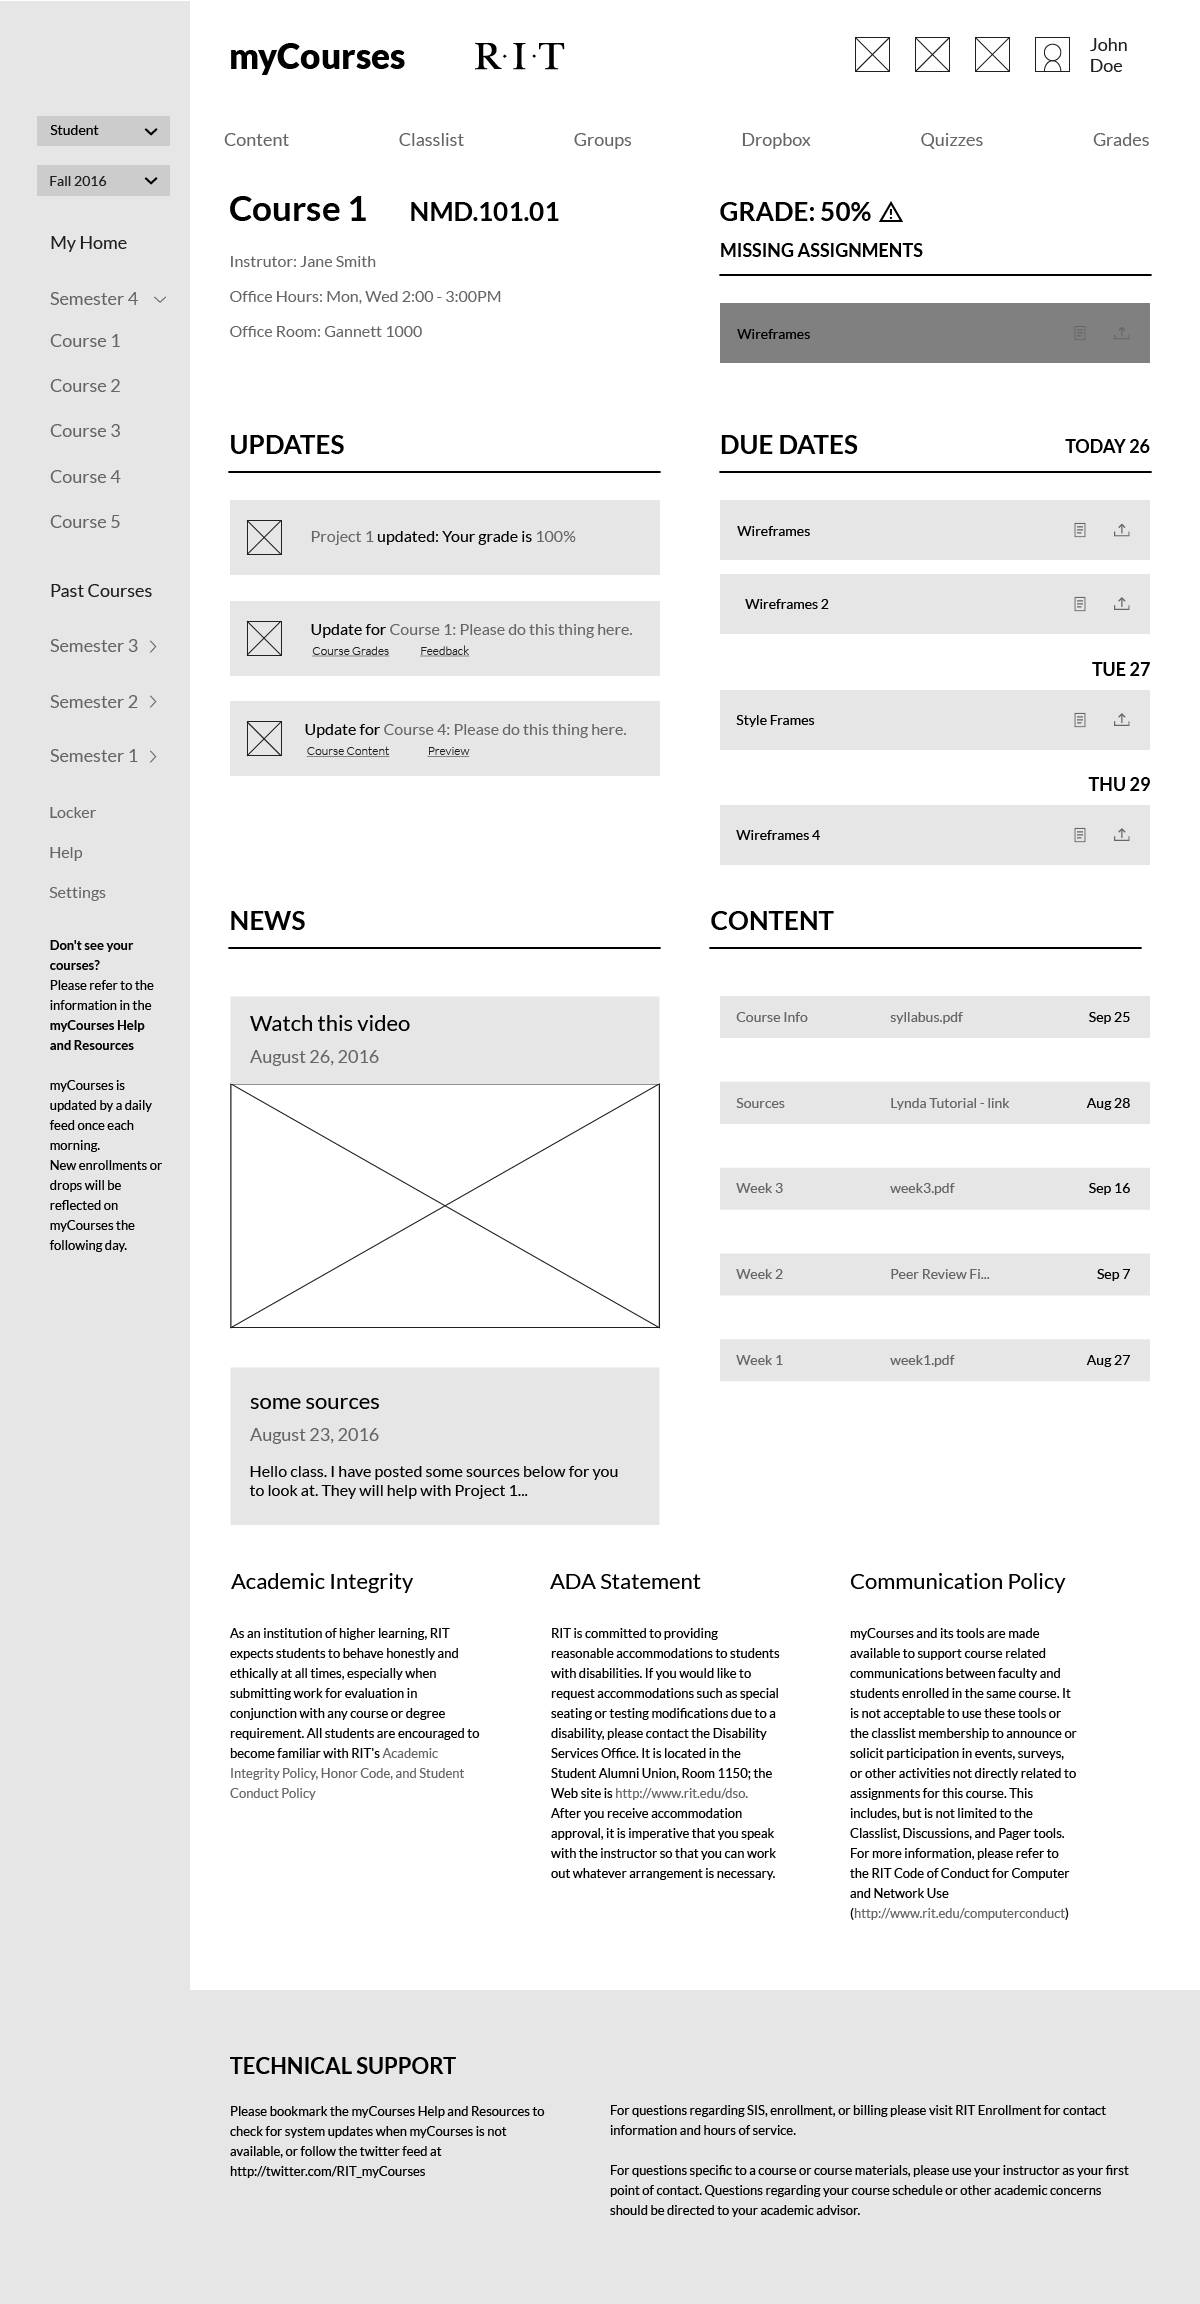 myCourses
R·I·T
John
Doe
Student
Fall 2016
My Home
Semester 4
Course 1
Course 2
Course 3
Course 4
Course 5
Past Courses
Semester 3
Semester 2
Semester 1
Locker
Help
Settings
Don't see your
courses?
Please refer to the
information in the
myCourses Help
and Resources
myCourses is
updated by a daily
feed once each
morning.
New enrollments or
drops will be
reflected on
myCourses the
following day.
Content Classlist Groups Dropbox Quizzes Grades
Course 1 NMD.101.01
Instrutor: Jane Smith
Office Hours: Mon, Wed 2:00 - 3:00PM
Office Room: Gannett 1000
GRADE: 50%
MISSING ASSIGNMENTS
Wireframes
UPDATES
Project 1 updated: Your grade is 100%
Update for Course 1: Please do this thing here.
Course Grades Feedback
Update for Course 4: Please do this thing here.
Course Content Preview
DUE DATES TODAY 26
Wireframes
Wireframes 2
TUE 27
Style Frames
THU 29
Wireframes 4
NEWS
Watch this video
August 26, 2016
some sources
August 23, 2016
Hello class. I have posted some sources below for you
to look at. They will help with Project 1...
CONTENT
Course Info syllabus.pdf Sep 25
Sources Lynda Tutorial - link Aug 28
Week 3 week3.pdf Sep 16
Week 2 Peer Review Fi... Sep 7
Week 1 week1.pdf Aug 27
Academic Integrity
As an institution of higher learning, RIT
expects students to behave honestly and
ethically at all times, especially when
submitting work for evaluation in
conjunction with any course or degree
requirement. All students are encouraged to
become familiar with RIT's Academic
Integrity Policy, Honor Code, and Student
Conduct Policy
ADA Statement
RIT is committed to providing
reasonable accommodations to students
with disabilities. If you would like to
request accommodations such as special
seating or testing modifications due to a
disability, please contact the Disability
Services Office. It is located in the
Student Alumni Union, Room 1150; the
Web site is http://www.rit.edu/dso.
After you receive accommodation
approval, it is imperative that you speak
with the instructor so that you can work
out whatever arrangement is necessary.
Communication Policy
myCourses and its tools are made
available to support course related
communications between faculty and
students enrolled in the same course. It
is not acceptable to use these tools or
the classlist membership to announce or
solicit participation in events, surveys,
or other activities not directly related to
assignments for this course. This
includes, but is not limited to the
Classlist, Discussions, and Pager tools.
For more information, please refer to
the RIT Code of Conduct for Computer
and Network Use
(http://www.rit.edu/computerconduct)
TECHNICAL SUPPORT
Please bookmark the myCourses Help and Resources to
check for system updates when myCourses is not
available, or follow the twitter feed at
http://twitter.com/RIT_myCourses
For questions regarding SIS, enrollment, or billing please visit RIT Enrollment for contact
information and hours of service.
For questions specific to a course or course materials, please use your instructor as your first
point of contact. Questions regarding your course schedule or other academic concerns
should be directed to your academic advisor.